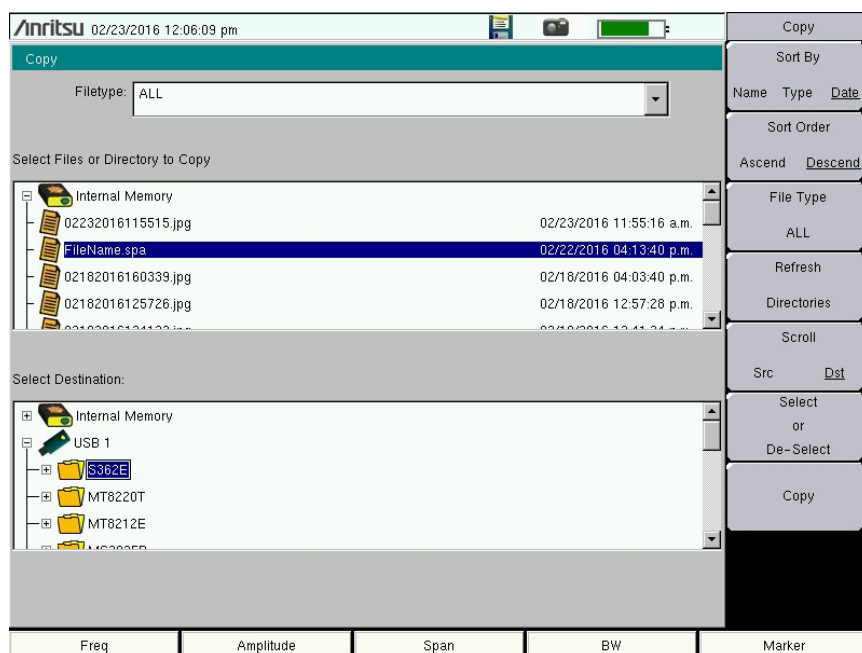 Anritsu 02/23/2016 12:06:09 pm
Copy
Filetype: ALL
Select Files or Directory to Copy
Internal Memory
02232016115515.jpg 02/23/2016 11:55:16 a.m.
FileName.spa 02/22/2016 04:13:40 p.m.
02182016160339.jpg 02/18/2016 04:03:40 p.m.
02182016125726.jpg 02/18/2016 12:57:28 p.m.
Select Destination:
Internal Memory
USB 1
S362E
MT8220T
MT8212E
Copy
Sort By
Name Type Date
Sort Order
Ascend Descend
File Type
ALL
Refresh
Directories
Scroll
Src Dst
Select
or
De-Select
Copy
Freq Amplitude Span BW Marker